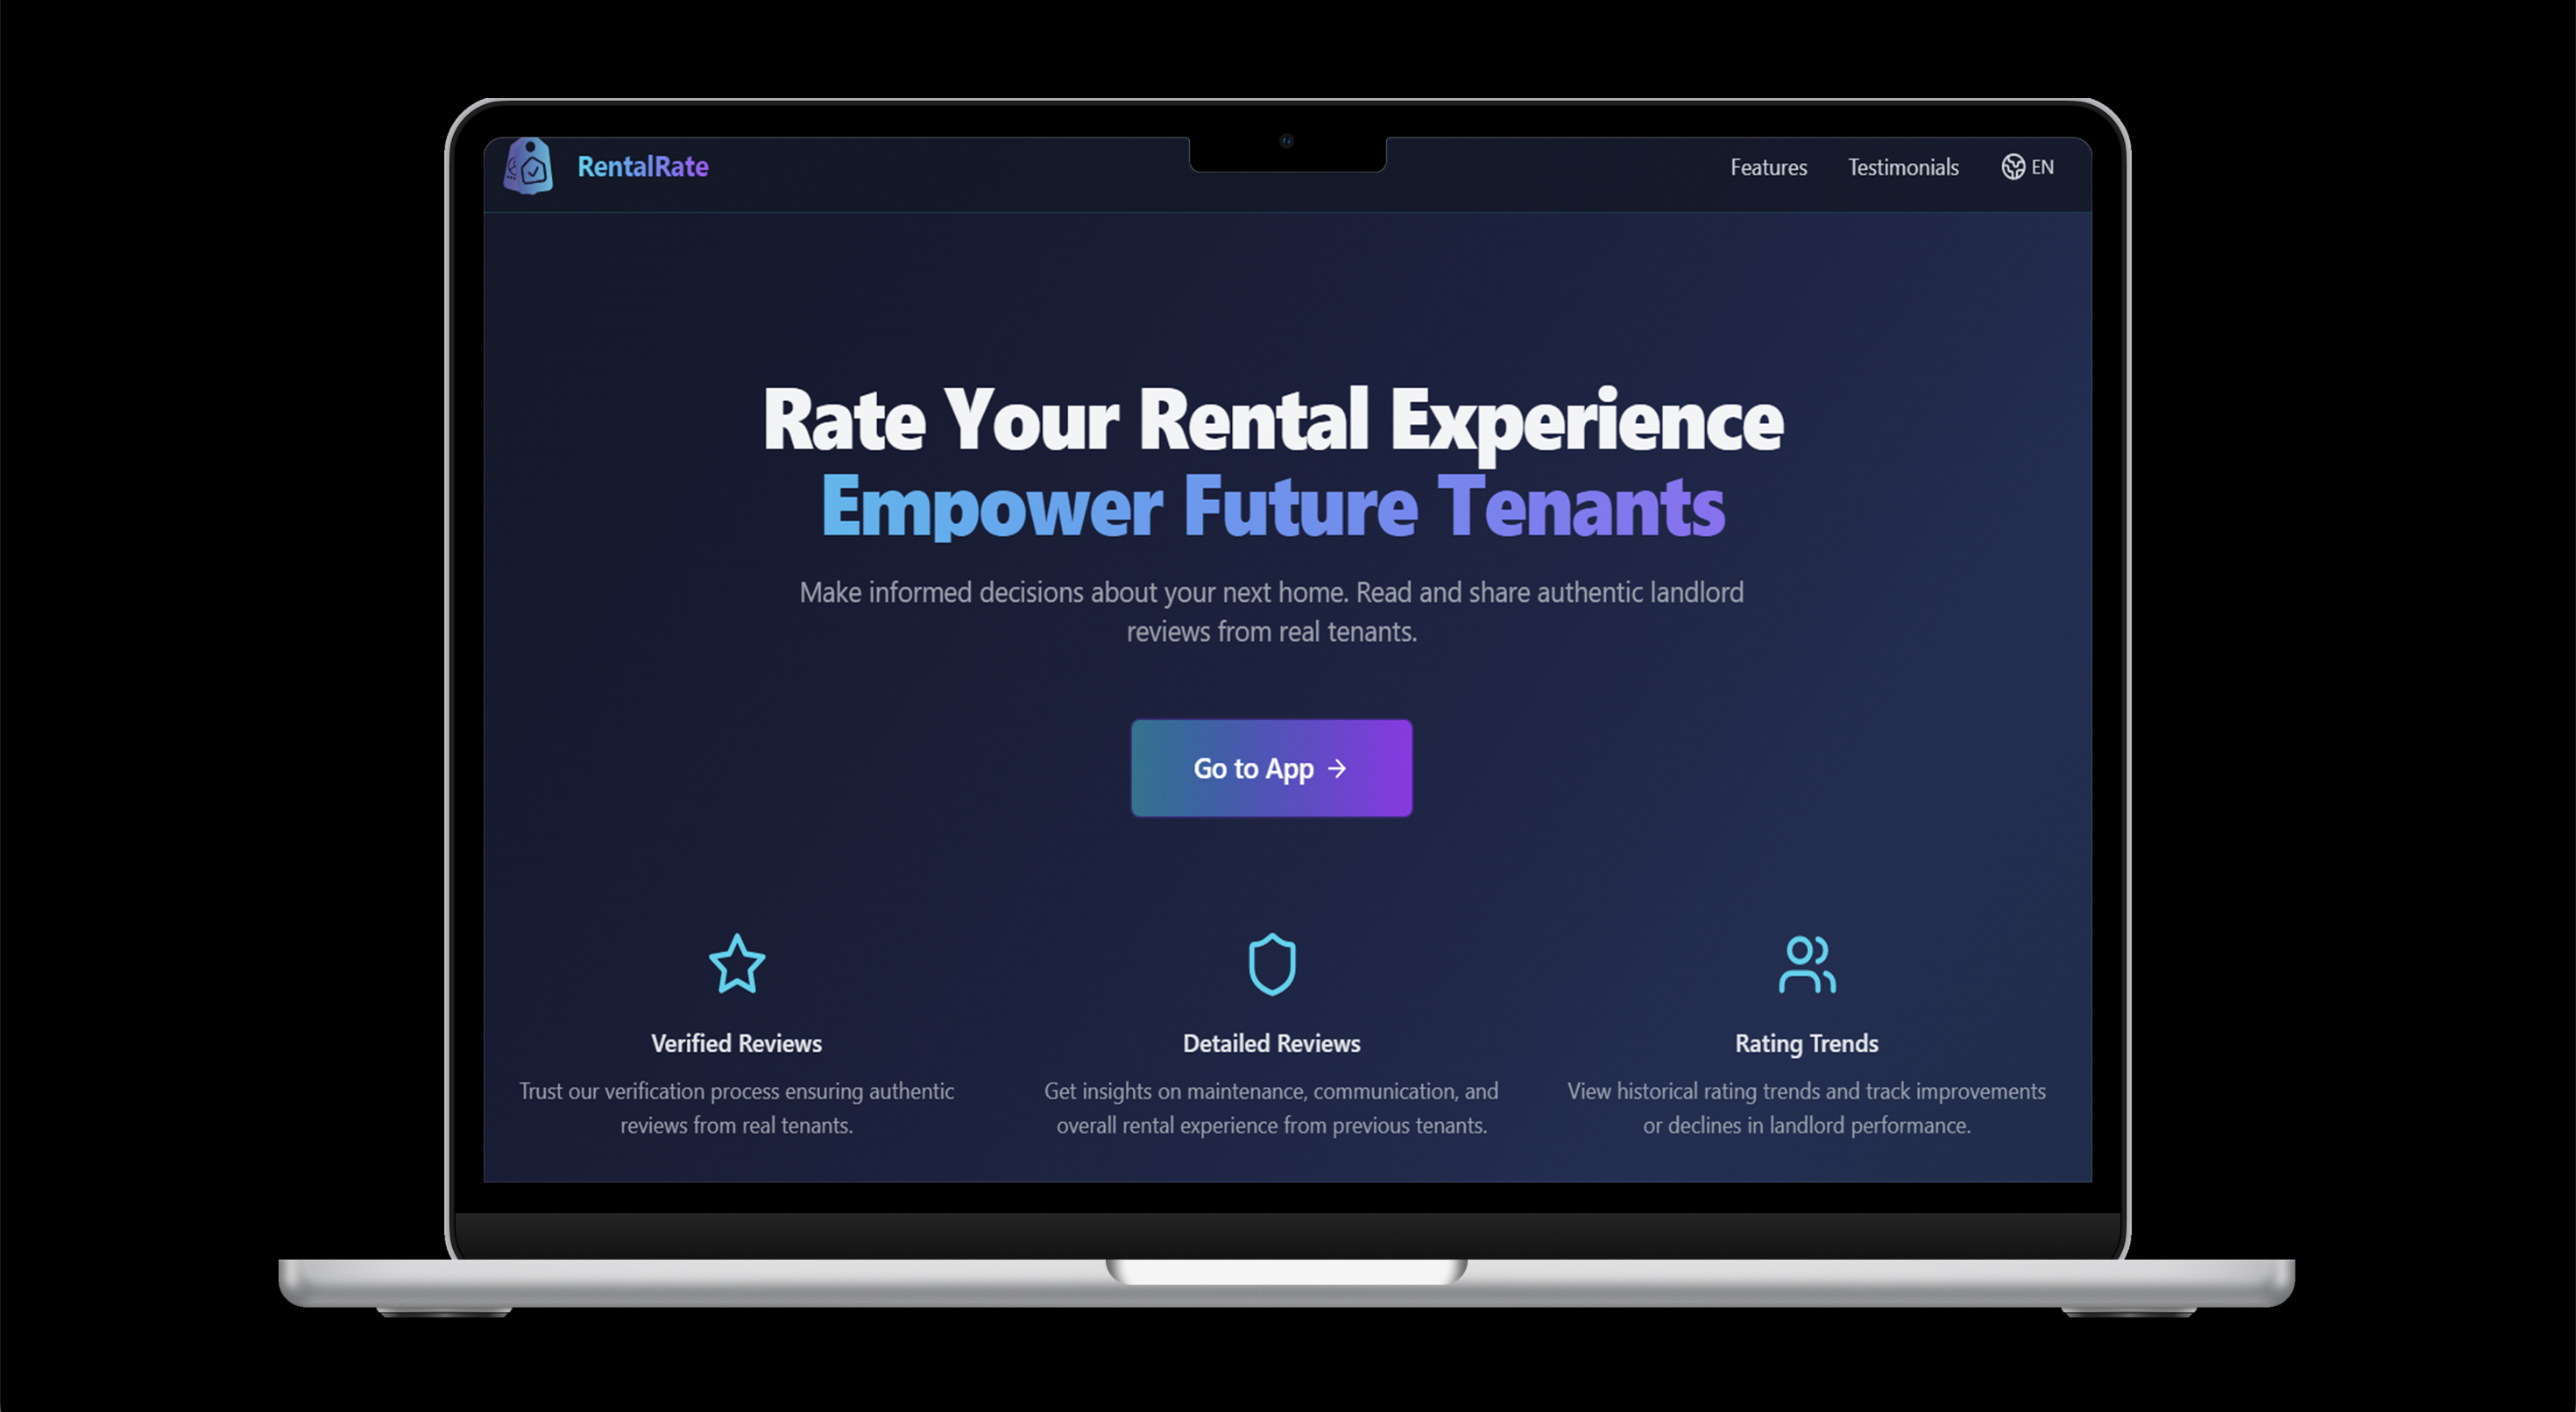 RentalRate
Features
Testimonials
EN
Rate Your Rental Experience
Empower Future Tenants
Make informed decisions about your next home. Read and share authentic landlord
reviews from real tenants.
Go to App →
Verified Reviews
Trust our verification process ensuring authentic
reviews from real tenants.
Detailed Reviews
Get insights on maintenance, communication, and
overall rental experience from previous tenants.
Rating Trends
View historical rating trends and track improvements
or declines in landlord performance.